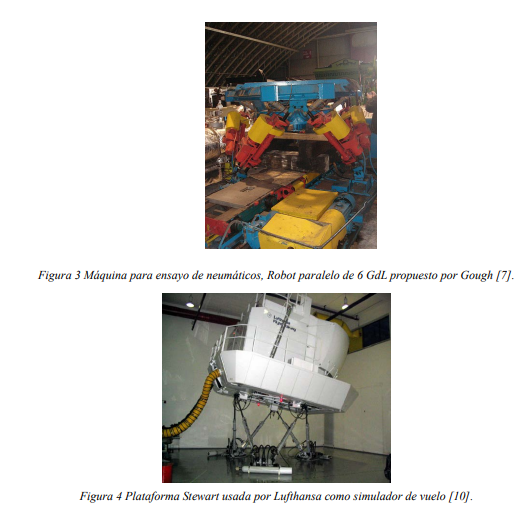 Figura 3 Máquina para ensayo de neumáticos, Robot paralelo de 6 GdL propuesto por Gough [7].
Figura 4 Plataforma Stewart usada por Lufthansa como simulador de vuelo [10].